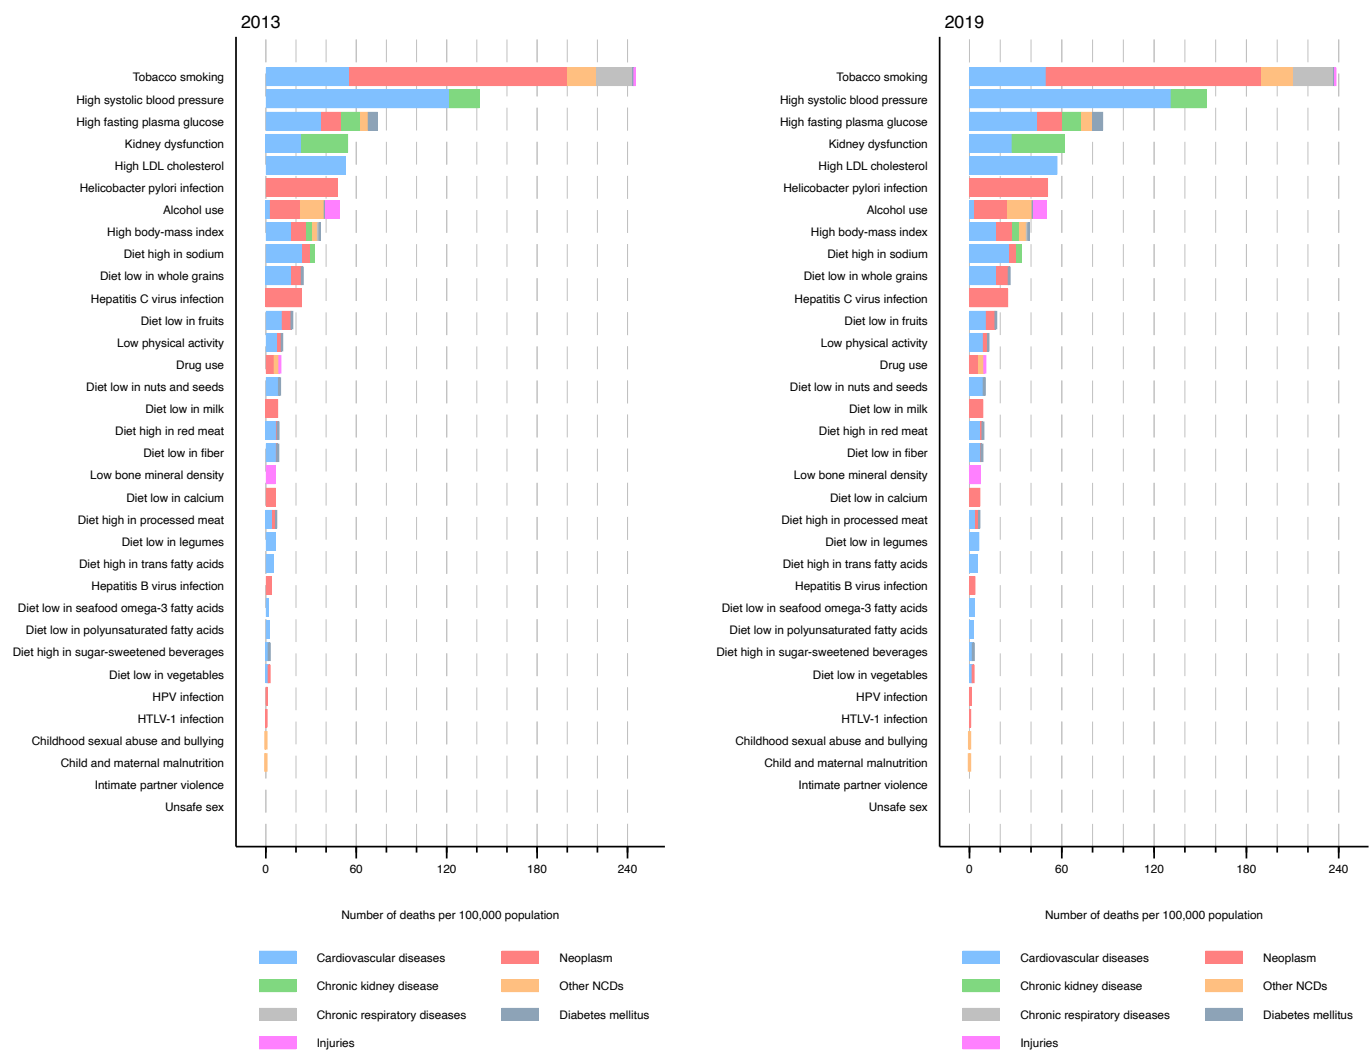 2013
Tobacco smoking
High systolic blood pressure
High fasting plasma glucose
Kidney dysfunction
High LDL cholesterol
Helicobacter pylori infection
Alcohol use
High body-mass index
Diet high in sodium
Diet low in whole grains
Hepatitis C virus infection
Diet low in fruits
Low physical activity
Drug use
Diet low in nuts and seeds
Diet low in milk
Diet high in red meat
Diet low in fiber
Low bone mineral density
Diet low in calcium
Diet high in processed meat
Diet low in legumes
Diet high in trans fatty acids
Hepatitis B virus infection
Diet low in seafood omega-3 fatty acids
Diet low in polyunsaturated fatty acids
Diet high in sugar-sweetened beverages
Diet low in vegetables
HPV infection
HTLV-1 infection
Childhood sexual abuse and bullying
Child and maternal malnutrition
Intimate partner violence
Unsafe sex
0 60 120 180 240
Number of deaths per 100,000 population
Cardiovascular diseases Neoplasm
Chronic kidney disease Other NCDs
Chronic respiratory diseases Diabetes mellitus
Injuries
2019
Tobacco smoking
High systolic blood pressure
High fasting plasma glucose
Kidney dysfunction
High LDL cholesterol
Helicobacter pylori infection
Alcohol use
High body-mass index
Diet high in sodium
Diet low in whole grains
Hepatitis C virus infection
Diet low in fruits
Low physical activity
Drug use
Diet low in nuts and seeds
Diet low in milk
Diet high in red meat
Diet low in fiber
Low bone mineral density
Diet low in calcium
Diet high in processed meat
Diet low in legumes
Diet high in trans fatty acids
Hepatitis B virus infection
Diet low in seafood omega-3 fatty acids
Diet low in polyunsaturated fatty acids
Diet high in sugar-sweetened beverages
Diet low in vegetables
HPV infection
HTLV-1 infection
Childhood sexual abuse and bullying
Child and maternal malnutrition
Intimate partner violence
Unsafe sex
0 60 120 180 240
Number of deaths per 100,000 population
Cardiovascular diseases Neoplasm
Chronic kidney disease Other NCDs
Chronic respiratory diseases Diabetes mellitus
Injuries